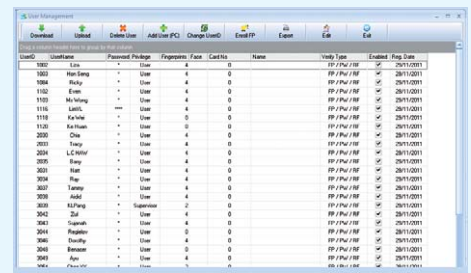 User Management
Download Upload Delete User Add User (PC) Change UserID Enroll FP Export Edit Exit
Drag a column header here to group by that column
UserID UserName Password Privilege Fingerprints Face Card No Name Verify Type Enabled Reg. Date
1002 Liza * User 4 0 FP / PW / RF 29/11/2011
1003 Han Seng * User 4 0 FP / PW / RF 29/11/2011
1084 Ricky * User 4 0 FP / PW / RF 29/11/2011
1102 Even * User 4 0 FP / PW / RF 29/11/2011
1103 Mc Wong * User 4 0 FP / PW / RF 29/11/2011
1116 **** User 4 0 FP / PW / RF 29/11/2011
1118 Ka Wei * User 0 0 FP / PW / RF 29/11/2011
1120 Ke Huan * User 0 0 FP / PW / RF 29/11/2011
2030 Chia * User 4 0 FP / PW / RF 29/11/2011
2033 Tracy * User 4 0 FP / PW / RF 29/11/2011
2034 * User 4 0 FP / PW / RF 29/11/2011
2035 Bany * User 4 0 FP / PW / RF 29/11/2011
3031 Natt * User 4 0 FP / PW / RF 29/11/2011
3034 Ray * User 4 0 FP / PW / RF 29/11/2011
3037 Tammy * User 4 0 FP / PW / RF 29/11/2011
3038 * User 4 0 FP / PW / RF 29/11/2011
3039 KLPang * Supervisor 2 0 FP / PW / RF 29/11/2011
3042 Zul * User 4 0 FP / PW / RF 29/11/2011
3043 * User 4 0 FP / PW / RF 29/11/2011
3044 * User 0 0 FP / PW / RF 29/11/2011
3046 Dorothy * User 4 0 FP / PW / RF 29/11/2011
3048 * User 0 0 FP / PW / RF 29/11/2011
3049 Ayu * User 4 0 FP / PW / RF 29/11/2011